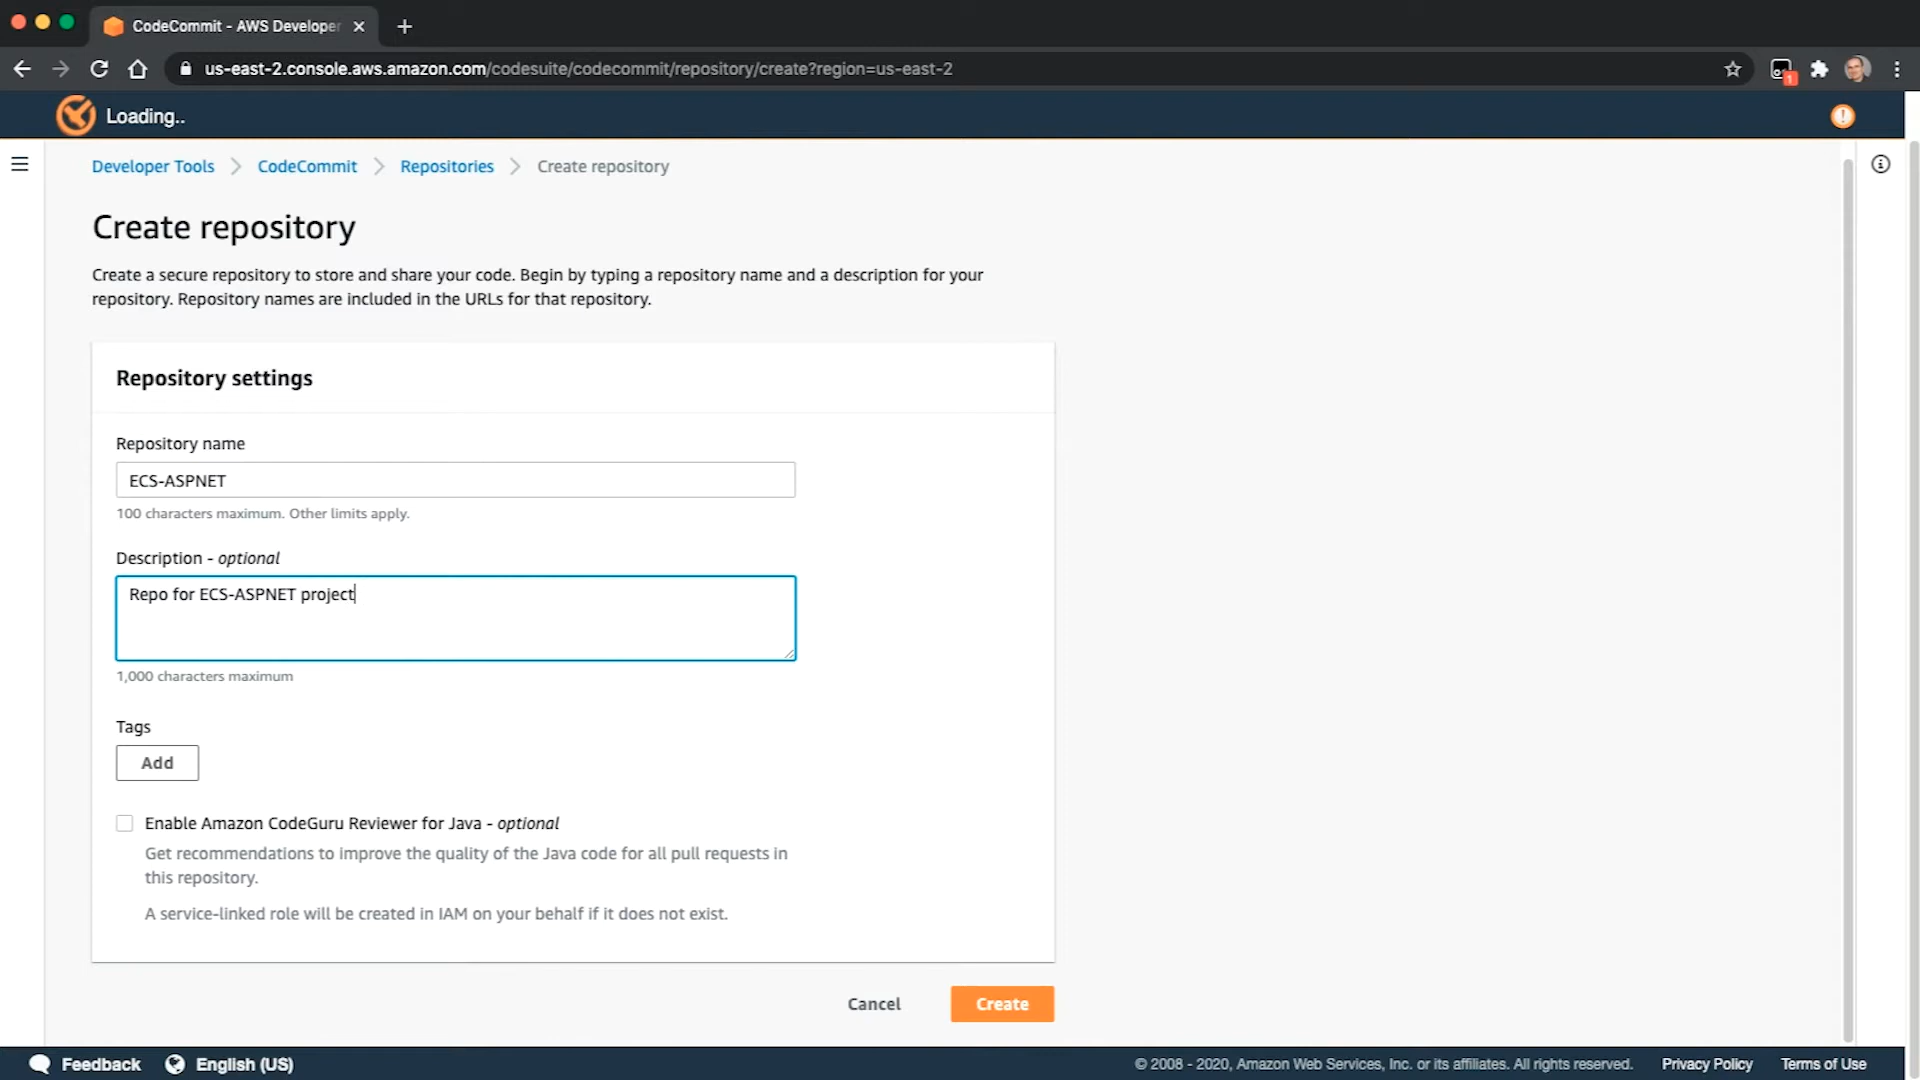 CodeCommit - AWS Developer
us-east-2.console.aws.amazon.com/codesuite/codecommit/repository/create?region=us-east-2
1
Loading..
Developer Tools
CodeCommit
Repositories
Create repository
Create repository
Create a secure repository to store and share your code. Begin by typing a repository name and a description for your
repository. Repository names are included in the URLs for that repository.
Repository settings
Repository name
ECS-ASPNET
100 characters maximum. Other limits apply.
Description - optional
Repo for ECS-ASPNET project
1,000 characters maximum
Tags
Add
Enable Amazon CodeGuru Reviewer for Java - optional
Get recommendations to improve the quality of the Java code for all pull requests in
this repository.
A service-linked role will be created in IAM on your behalf if it does not exist.
Cancel
Create
Feedback
English (US)
© 2008 - 2020, Amazon Web Services, Inc. or its affiliates. All rights reserved.
Privacy Policy
Terms of Use